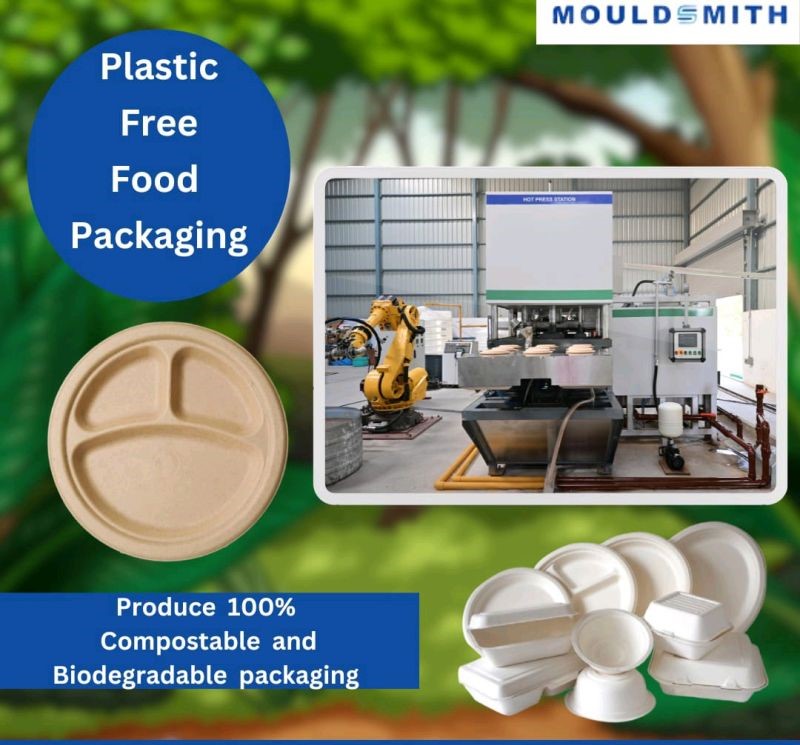 MOULDSMITH
Plastic
Free
Food
Packaging
HOT PRESS STATION
Produce 100%
Compostable and
Biodegradable packaging